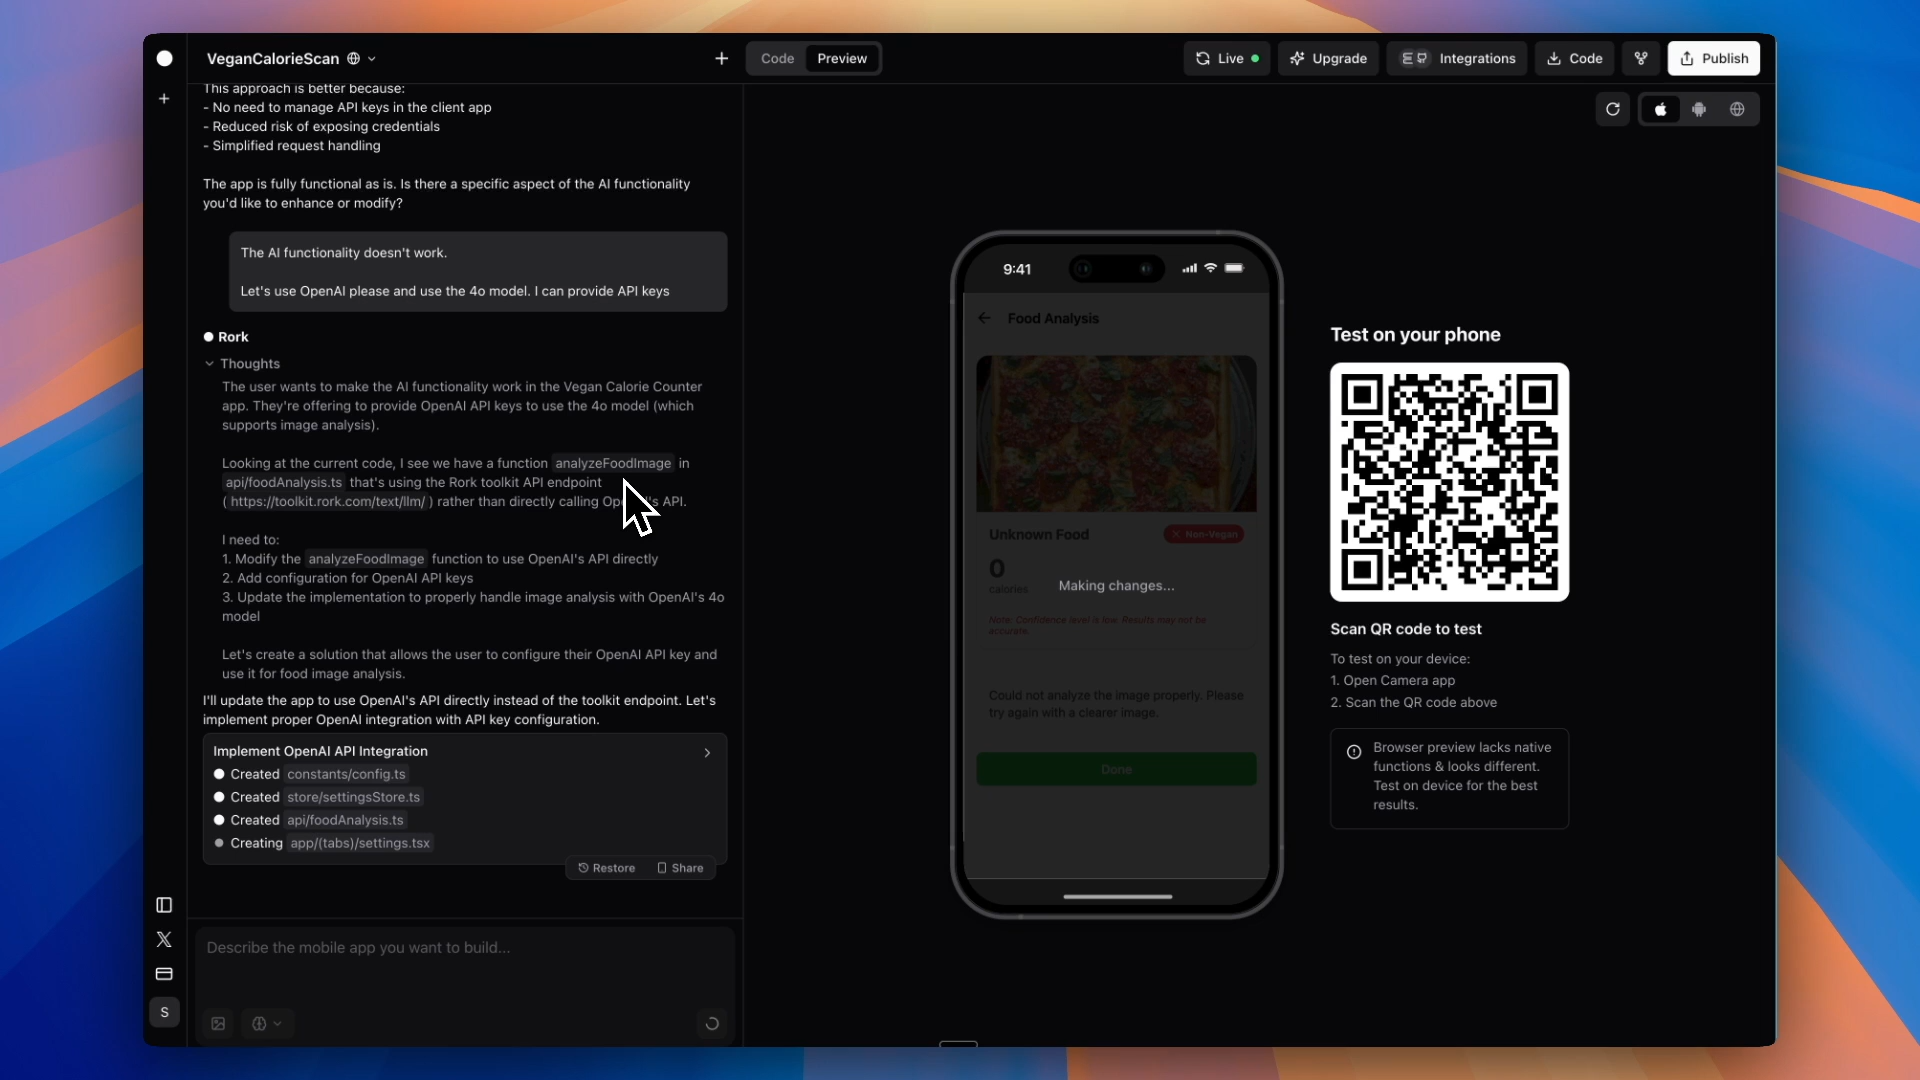 VeganCalorieScan
Code
Preview
Live
Upgrade
Integrations
Code
Publish
This approach is better because:
- No need to manage API keys in the client app
- Reduced risk of exposing credentials
- Simplified request handling
The app is fully functional as is. Is there a specific aspect of the AI functionality
you'd like to enhance or modify?
The AI functionality doesn't work.
Let's use OpenAI please and use the 4o model. I can provide API keys
Rork
Thoughts
The user wants to make the AI functionality work in the Vegan Calorie Counter
app. They're offering to provide OpenAI API keys to use the 4o model (which
supports image analysis).
Looking at the current code, I see we have a function analyzeFoodImage in
api/foodAnalysis.ts that's using the Rork toolkit API endpoint
( https://toolkit.rork.com/text/llm/ ) rather than directly calling 's API.
I need to:
1. Modify the analyzeFoodImage function to use OpenAI's API directly
2. Add configuration for OpenAI API keys
3. Update the implementation to properly handle image analysis with OpenAI's 4o
model
Let's create a solution that allows the user to configure their OpenAI API key and
use it for food image analysis.
I'll update the app to use OpenAI's API directly instead of the toolkit endpoint. Let's
implement proper OpenAI integration with API key configuration.
Implement OpenAI API Integration
Created constants/config.ts
Created store/settingsStore.ts
Created api/foodAnalysis.ts
Creating app/(tabs)/settings.tsx
Restore
Share
Describe the mobile app you want to build...
S
9:41
Food Analysis
Unknown Food
Non-Vegan
0
calories
Making changes...
Note: Confidence level is low. Results may not be
accurate.
Could not analyze the image properly. Please
try again with a clearer image.
Done
Test on your phone
Scan QR code to test
To test on your device:
1. Open Camera app
2. Scan the QR code above
Browser preview lacks native
functions & looks different.
Test on device for the best
results.